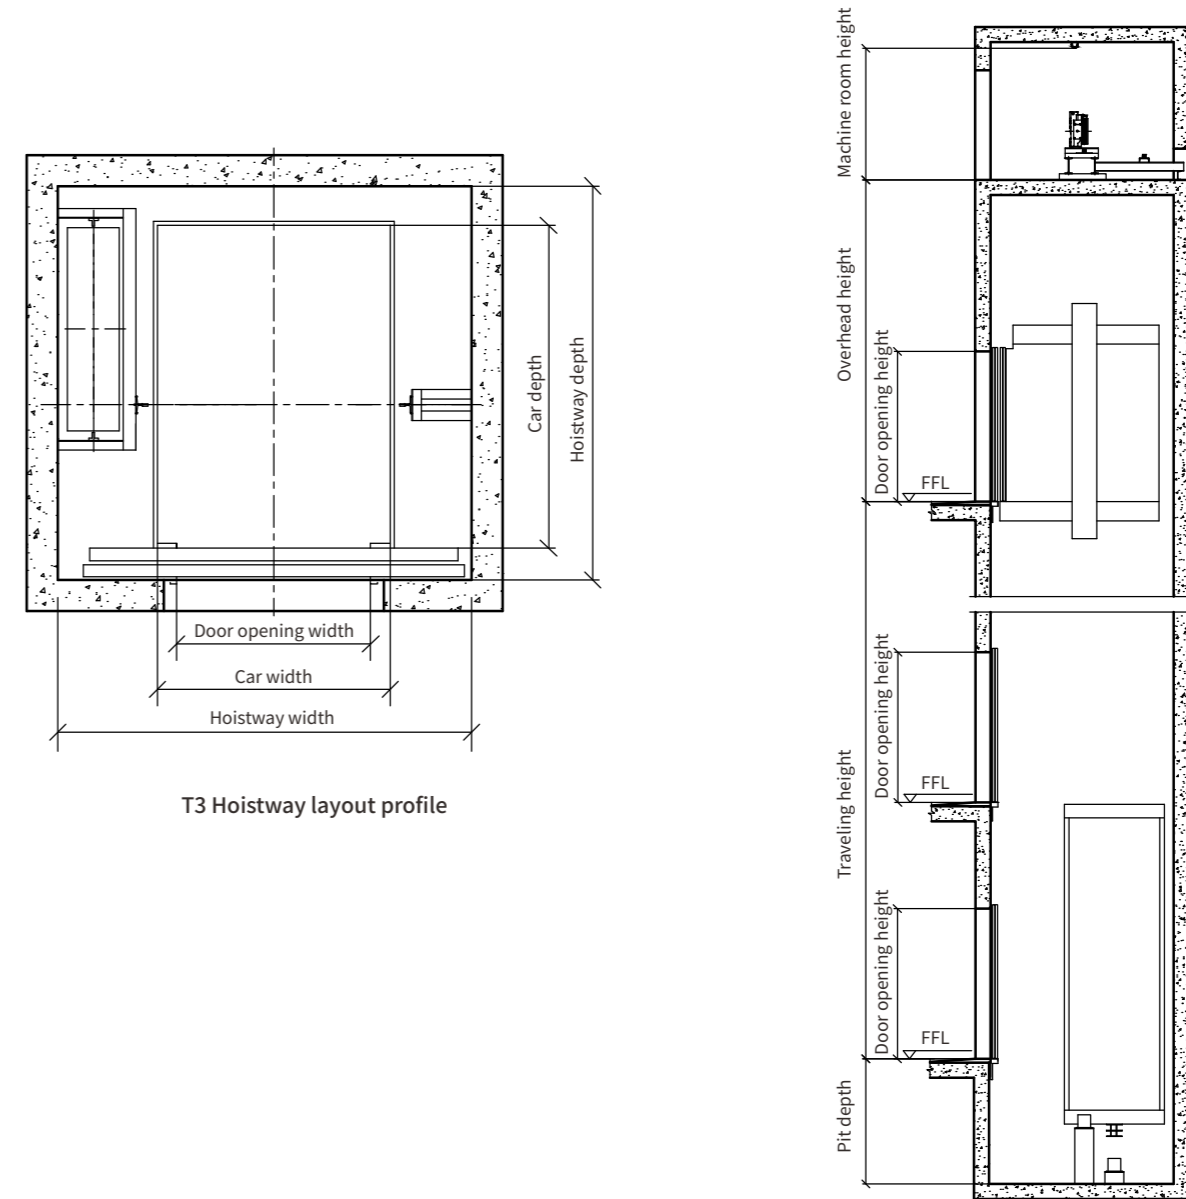 Car depth
Hoistway depth
Door opening width
Car width
Hoistway width
T3 Hoistway layout profile
Machine room height
Overhead height
Door opening height
FFL
Traveling height
Door opening height
FFL
Door opening height
FFL
Pit depth